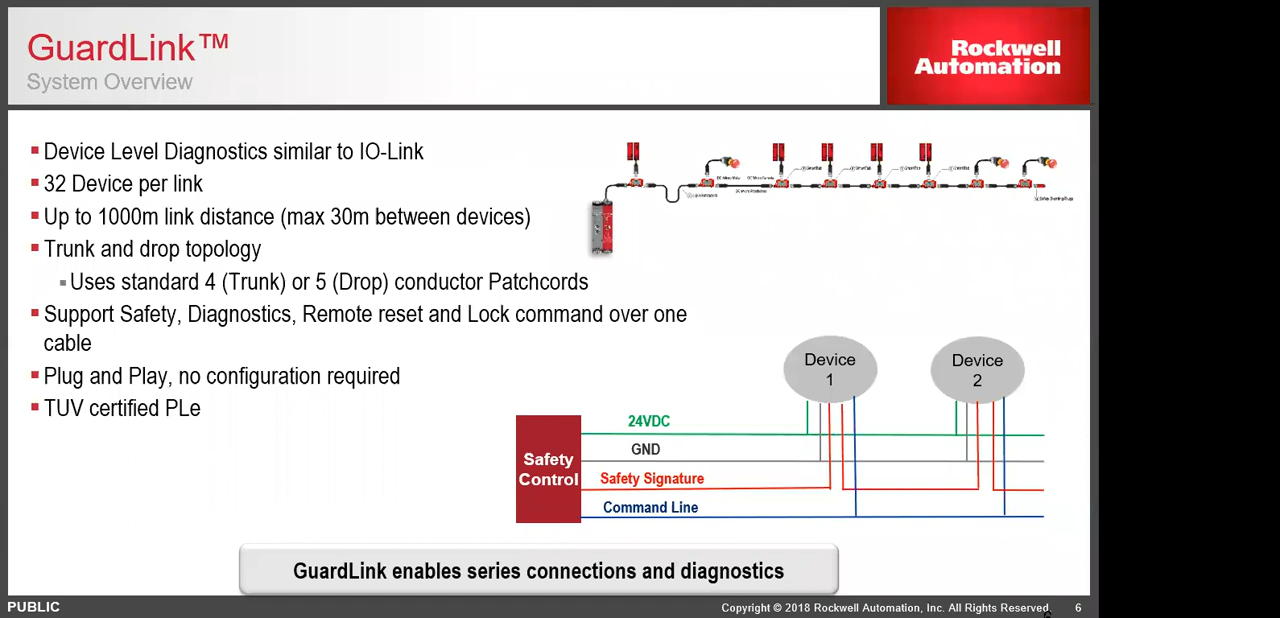 GuardLink™
System Overview
Rockwell
Automation
Device Level Diagnostics similar to IO-Link
32 Device per link
Up to 1000m link distance (max 30m between devices)
Trunk and drop topology
Uses standard 4 (Trunk) or 5 (Drop) conductor Patchcords
Support Safety, Diagnostics, Remote reset and Lock command over one
cable
Plug and Play, no configuration required
TUV certified PLe
Device
1
Device
2
Safety
Control
24VDC
GND
Safety Signature
Command Line
GuardLink enables series connections and diagnostics
PUBLIC
Copyright © 2018 Rockwell Automation, Inc. All Rights Reserved.
6